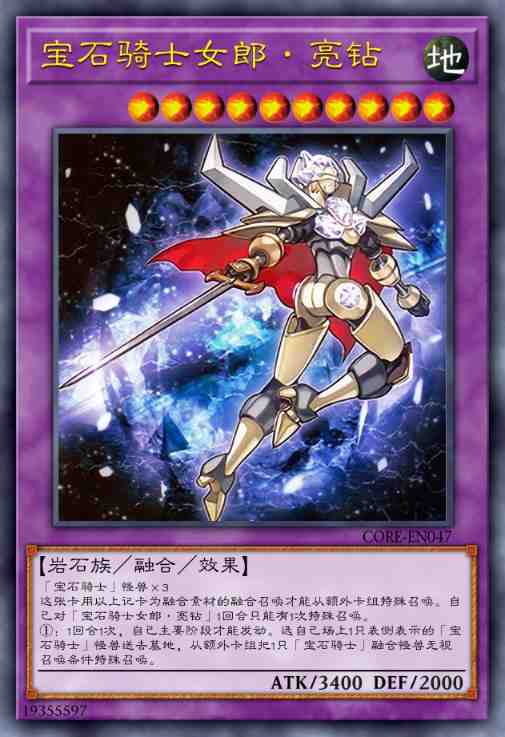 宝石骑士女郎·亮钻
地
CORE-EN047
【岩石族／融合／效果】
「宝石骑士」怪兽×3
这张卡用以上记卡为融合素材的融合召唤才能从额外卡组特殊召唤。自
己对「宝石骑士女郎·亮钻」1回合只能有1次特殊召唤。
①：1回合1次，自己主要阶段才能发动。选自己场上1只表侧表示的「宝
石骑士」怪兽送去墓地，从额外卡组把1只「宝石骑士」融合怪兽无视
召唤条件特殊召唤。
ATK/3400 DEF/2000
19355597